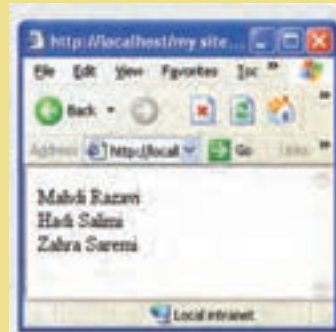 http://localhost/my site...
File Edit View Favorites
Back
Address http://local Go Links
Mahdi Razavi
Hadi Salimi
Zahra Saremi
Local intranet